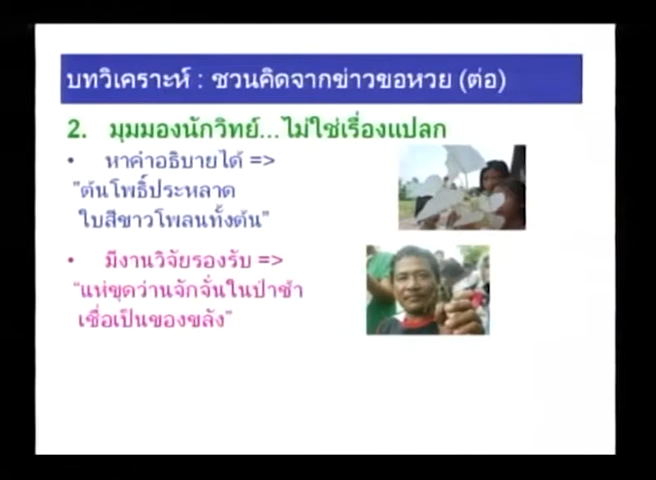 บทวิเคราะห์ : ชวนคิดจากข่าวขอหวย (ต่อ)
2. มุมมองนักวิทย์...ไม่ใช่เรื่องแปลก
• หาคำอธิบายได้ =>
"ต้นโพธิ์ประหลาด
ใบสีขาวโพลนทั้งต้น"
• มีงานวิจัยรองรับ =>
"แห่ขุดว่านจักจั่นในป่าช้า
เชื่อเป็นของขลัง"